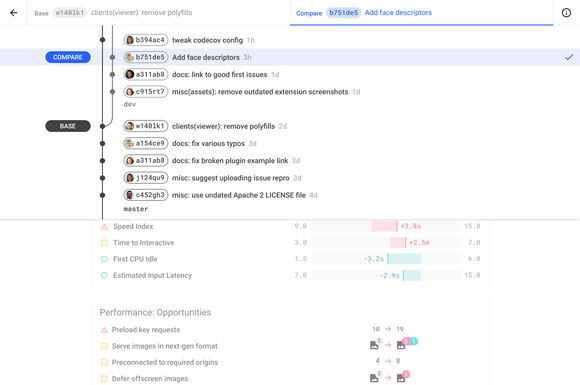 Base w140lk1 clients(viewer): remove polyfills Compare b751de5 Add face descriptors
b394ac4 tweak codecov config 1h
COMPARE b751de5 Add face descriptors 3h
a311ab8 docs: link to good first issues 1d
c915rt7 misc(assets): remove outdated extension screenshots 1d
dev
BASE w140lk1 clients(viewer): remove polyfills 2d
a154ce9 docs: fix various typos 3d
a311ab8 docs: fix broken plugin example link 3d
j124qu9 misc: suggest uploading issue repro 3d
c452gh3 misc: use undated Apache 2 LICENSE file 4d
master
Speed Index 9.0 +3.8s 15.0
Time to Interactive 3.0 +2.5s 7.0
First CPU Idle 1.5 -3.2s 6.0
Estimated Input Latency 7.0 -2.9s 15.0
Performance: Opportunities
Preload key requests 10 → 19
Serve images in next-gen format 2 →
Preconnected to required origins 4 → 8
Defer offscreen images 2 →